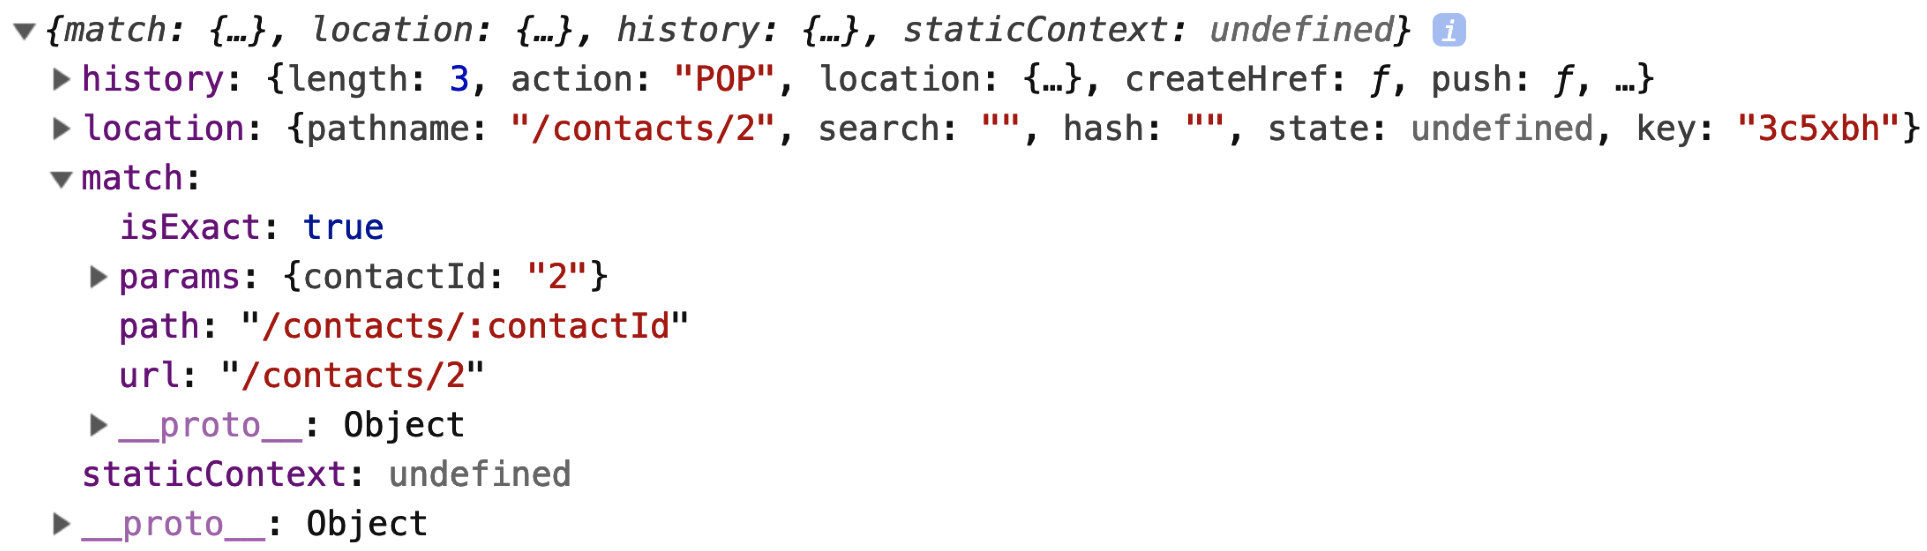 ▼{match: {…}, location: {…}, history: {…}, staticContext: undefined} i
▶history: {length: 3, action: "POP", location: {…}, createHref: ƒ, push: ƒ, …}
▶location: {pathname: "/contacts/2", search: "", hash: "", state: undefined, key: "3c5xbh"}
▼match:
isExact: true
▶params: {contactId: "2"}
path: "/contacts/:contactId"
url: "/contacts/2"
▶__proto__: Object
staticContext: undefined
▶__proto__: Object